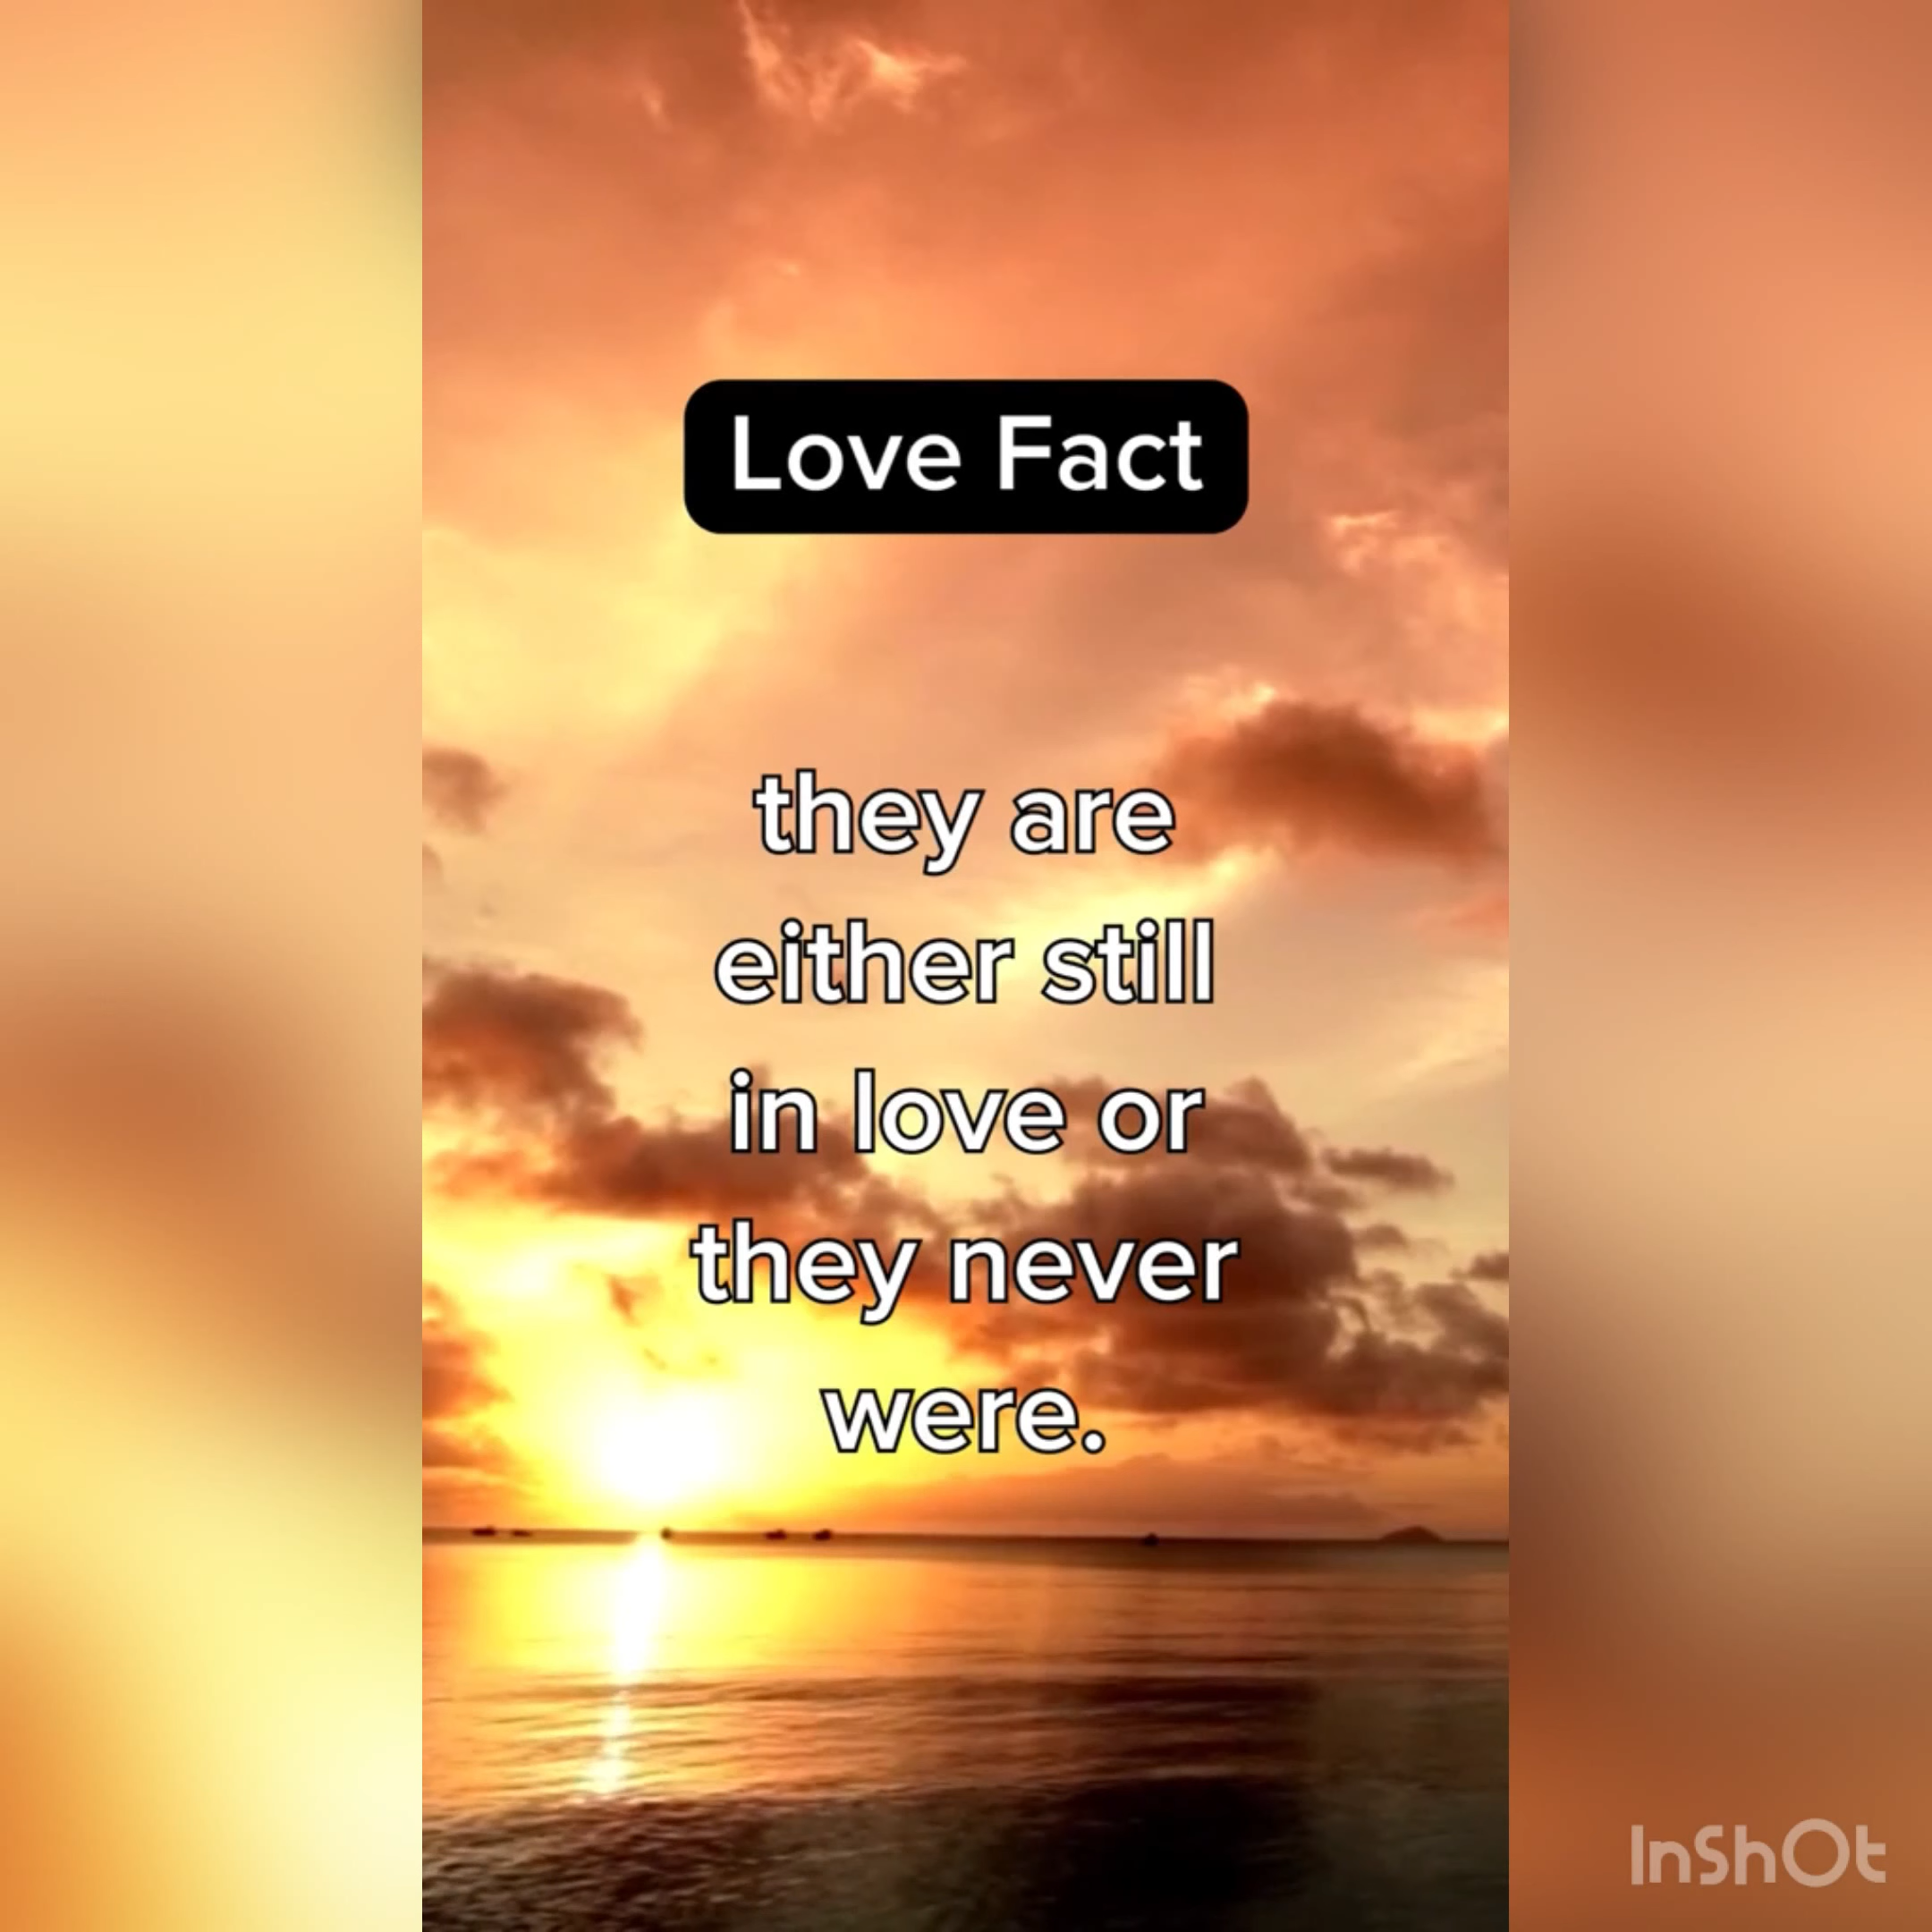 Love Fact
they are
either still
in love or
they never
were.
InShOt